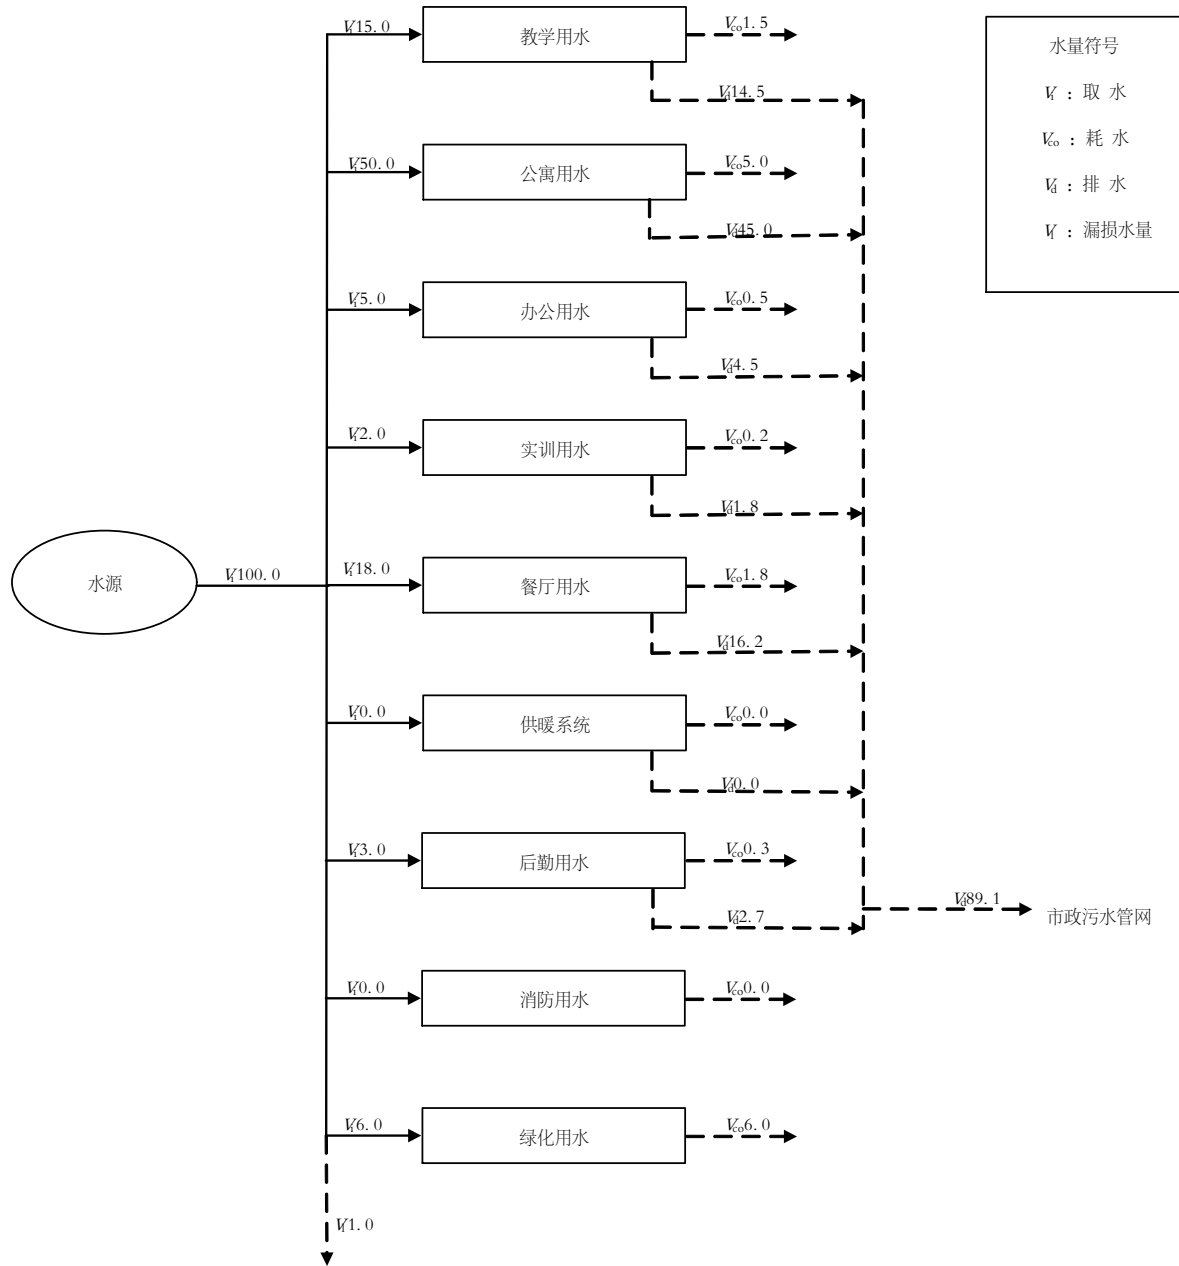 Vi15.0
教学用水
Vco1.5
Vd14.5
水量符号
Vi：取 水
Vco：耗 水
Vd：排 水
Vl：漏损水量
Vi50.0
公寓用水
Vco5.0
Vd45.0
Vi5.0
办公用水
Vco0.5
Vd4.5
Vi2.0
实训用水
Vco0.2
Vd1.8
水源
Vi100.0
Vi18.0
餐厅用水
Vco1.8
Vd16.2
Vi0.0
供暖系统
Vco0.0
Vd0.0
Vi3.0
后勤用水
Vco0.3
Vd2.7
Vd89.1
市政污水管网
Vi0.0
消防用水
Vco0.0
Vi6.0
绿化用水
Vco6.0
Vl1.0